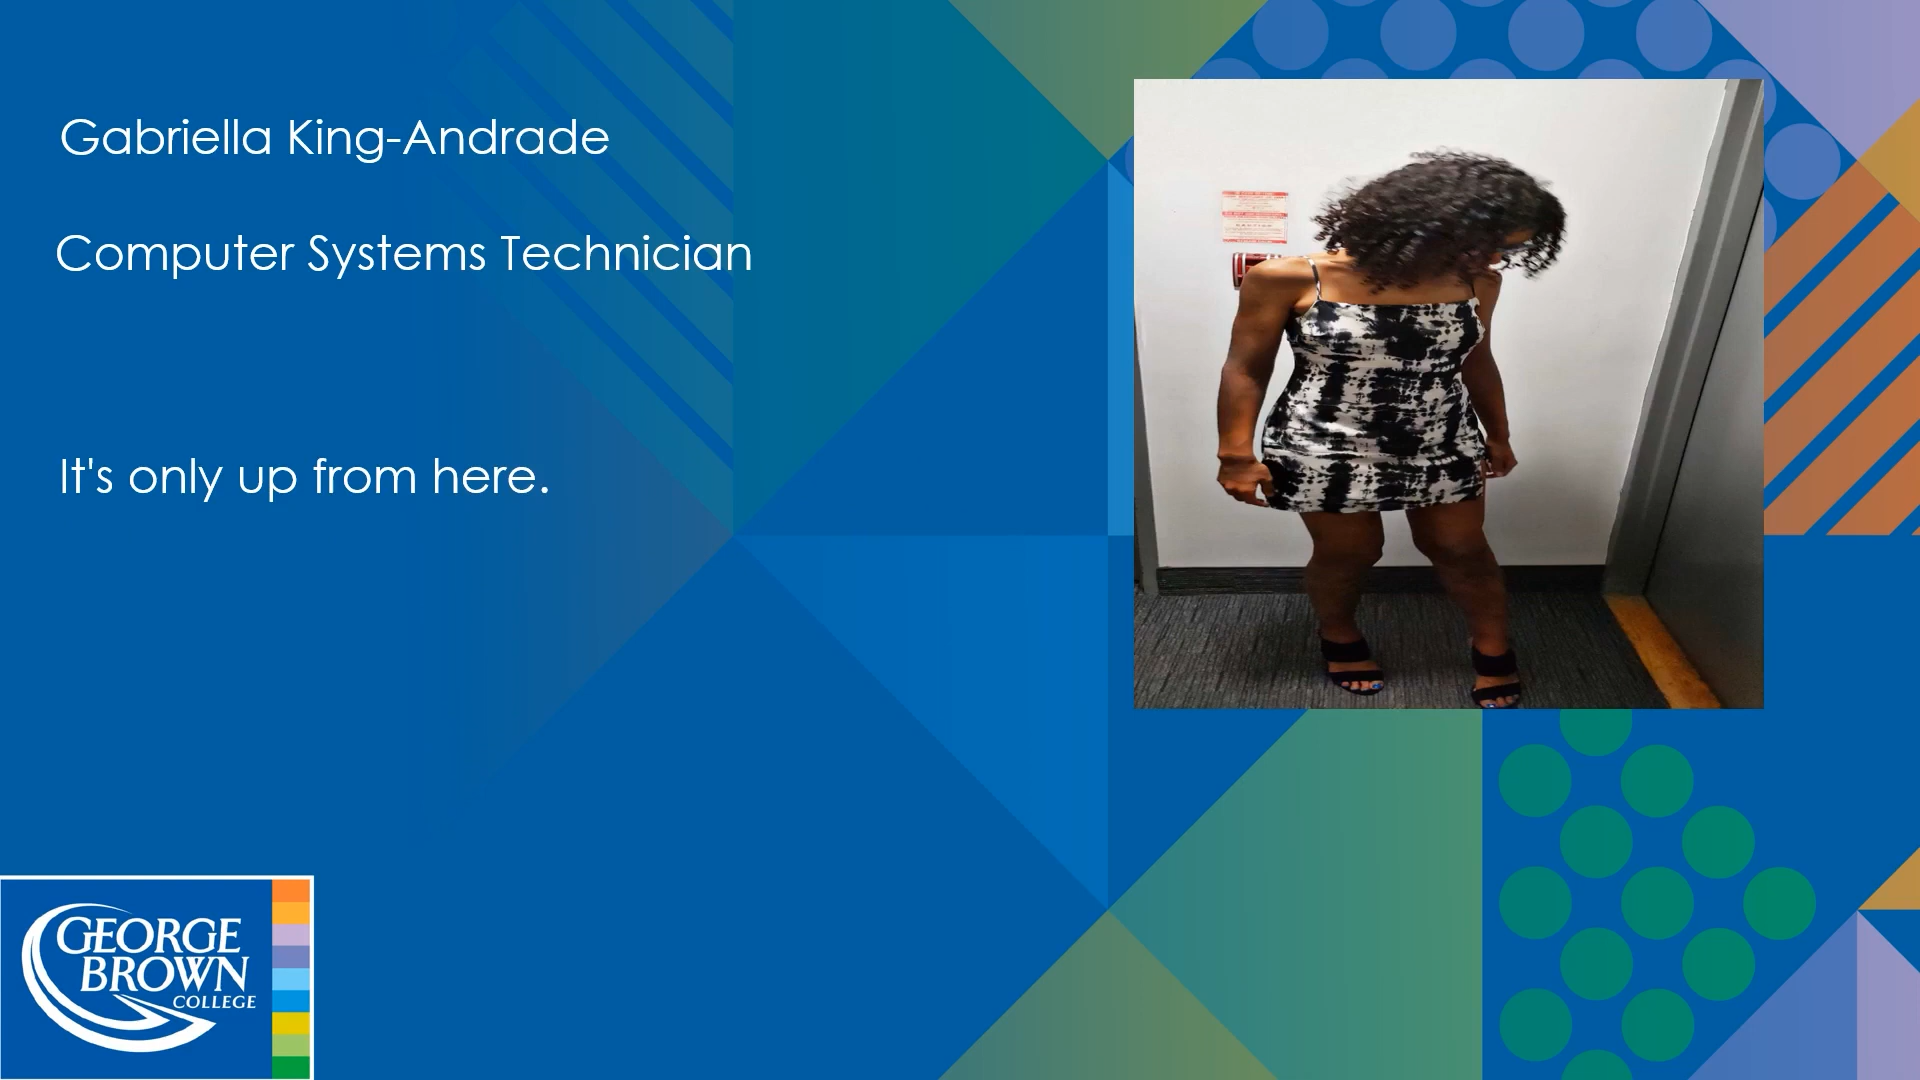 Gabriella King-Andrade
Computer Systems Technician
It's only up from here.
GEORGE
BROWN
COLLEGE